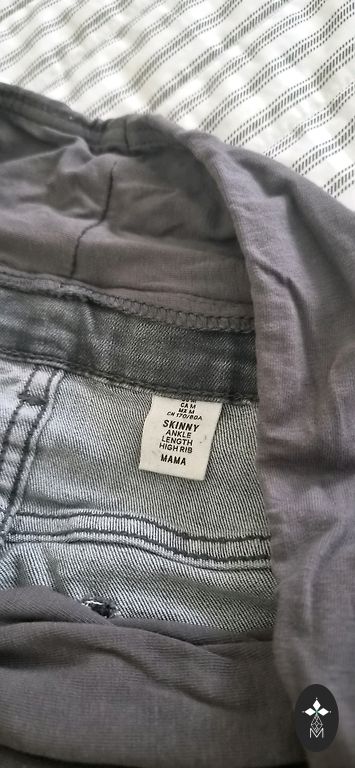 CA M
MX M
CN 170/80A
SKINNY
ANKLE
LENGTH
HIGH RIB
MAMA
M